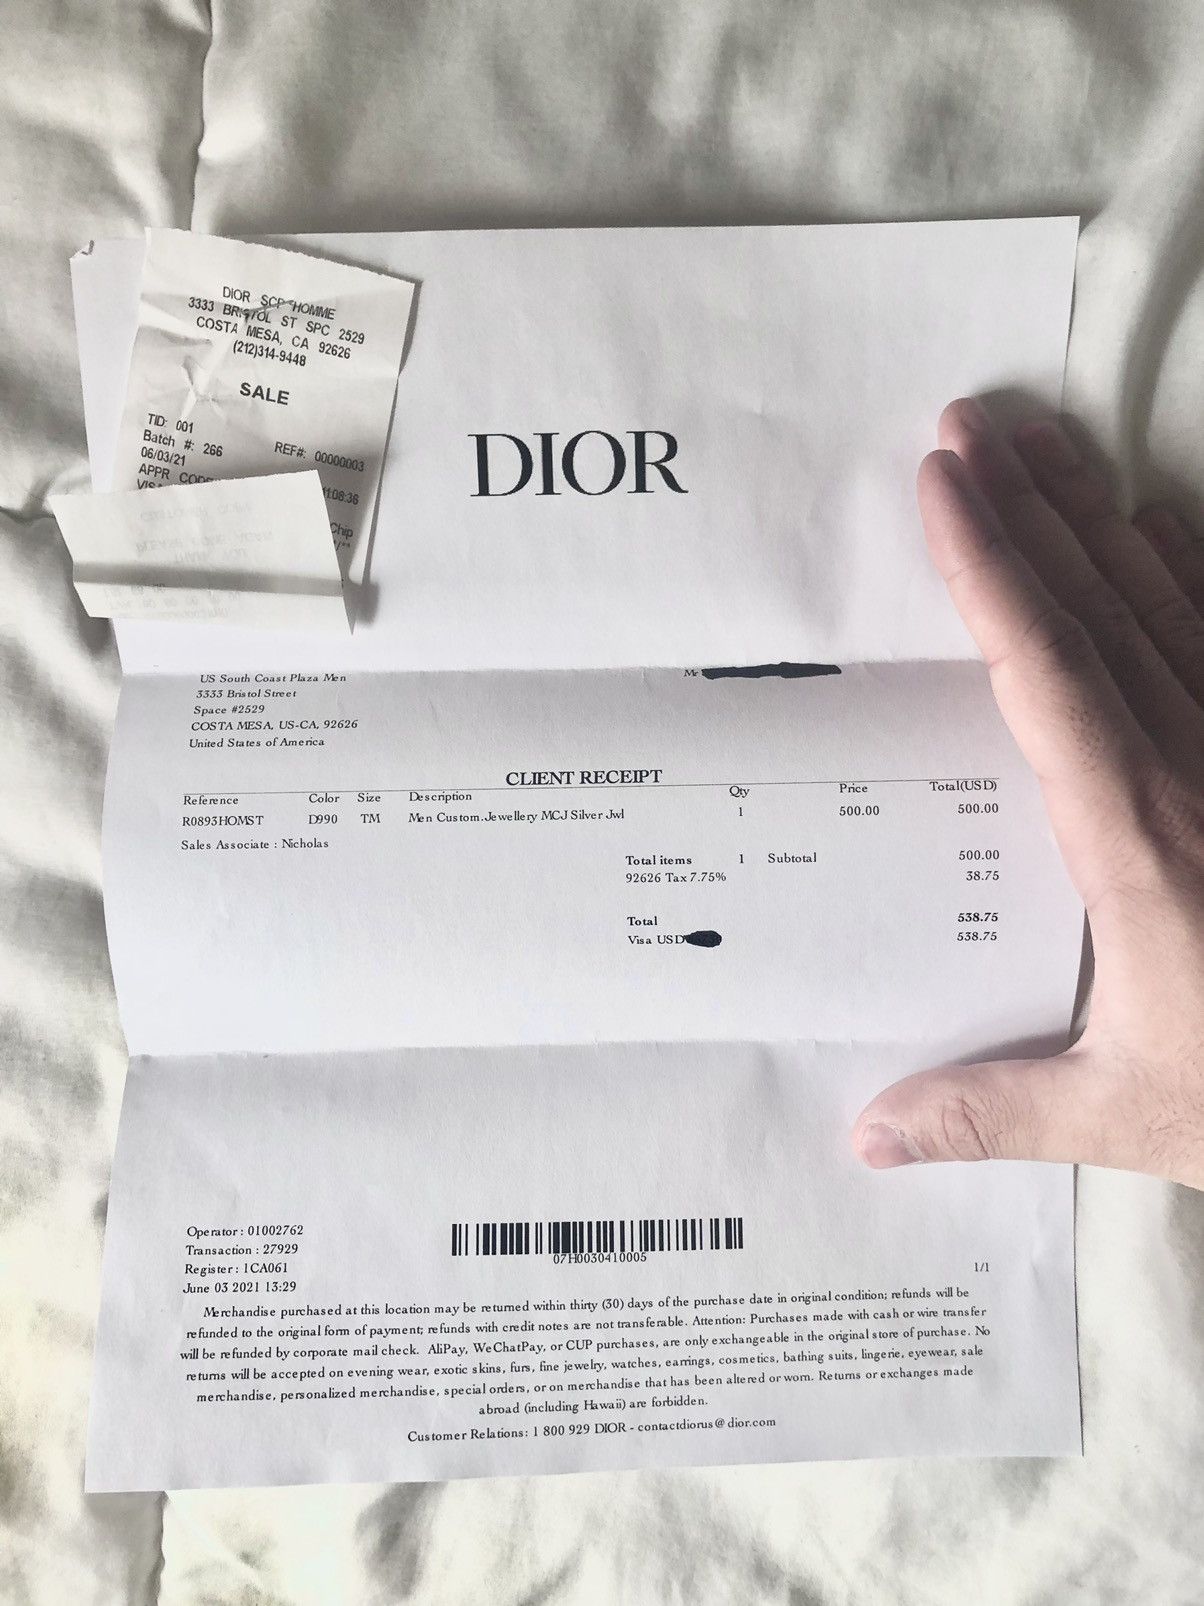 DIOR SCP HOMME
3333 BRISTOL ST SPC 2529
COSTA MESA, CA 92626
(212)314-9448
SALE
TID: 001
Batch #: 266 REF#: 00000003
06/03/21
APPR CODE
Chip
DIOR
US South Coast Plaza Men
3333 Bristol Street
Space #2529
COSTA MESA, US-CA, 92626
United States of America
Mr
CLIENT RECEIPT
Reference Color Size Description Qty Price Total(USD)
R0893HOMST D990 TM Men Custom.Jewellery MCJ Silver Jwl 1 500.00 500.00
Sales Associate : Nicholas
Total items 1 Subtotal 500.00
92626 Tax 7.75% 38.75
Total 538.75
Visa USD 538.75
Operator : 01002762
Transaction : 27929
Register : 1CA061
June 03 2021 13:29
07H0030410005
1/1
Merchandise purchased at this location may be returned within thirty (30) days of the purchase date in original condition; refunds will be
refunded to the original form of payment; refunds with credit notes are not transferable. Attention: Purchases made with cash or wire transfer
will be refunded by corporate mail check. AliPay, WeChatPay, or CUP purchases, are only exchangeable in the original store of purchase. No
returns will be accepted on evening wear, exotic skins, furs, fine jewelry, watches, earrings, cosmetics, bathing suits, lingerie, eyewear, sale
merchandise, personalized merchandise, special orders, or on merchandise that has been altered or worn. Returns or exchanges made
abroad (including Hawaii) are forbidden.
Customer Relations: 1 800 929 DIOR - contactdiorus@dior.com